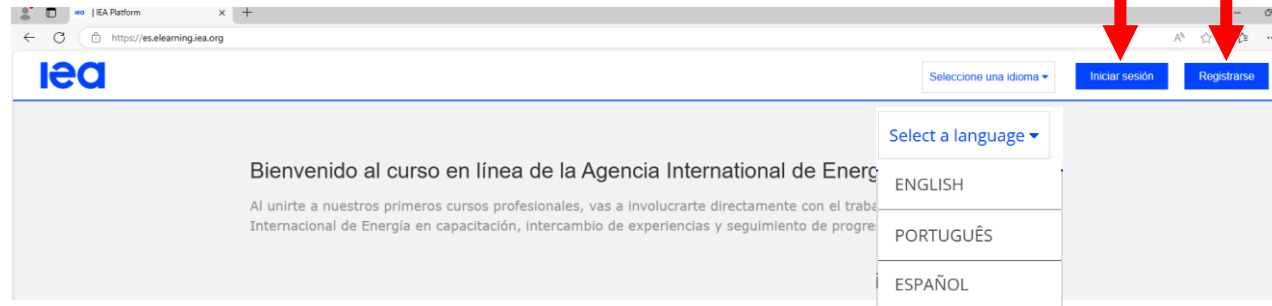 | IEA Platform
https://es.elearning.iea.org
iea
Seleccione una idioma
Iniciar sesión
Registrarse
Select a language
ENGLISH
PORTUGUÊS
ESPAÑOL
Bienvenido al curso en línea de la Agencia International de Energ
Al unirte a nuestros primeros cursos profesionales, vas a involucrarte directamente con el traba
Internacional de Energía en capacitación, intercambio de experiencias y seguimiento de progre